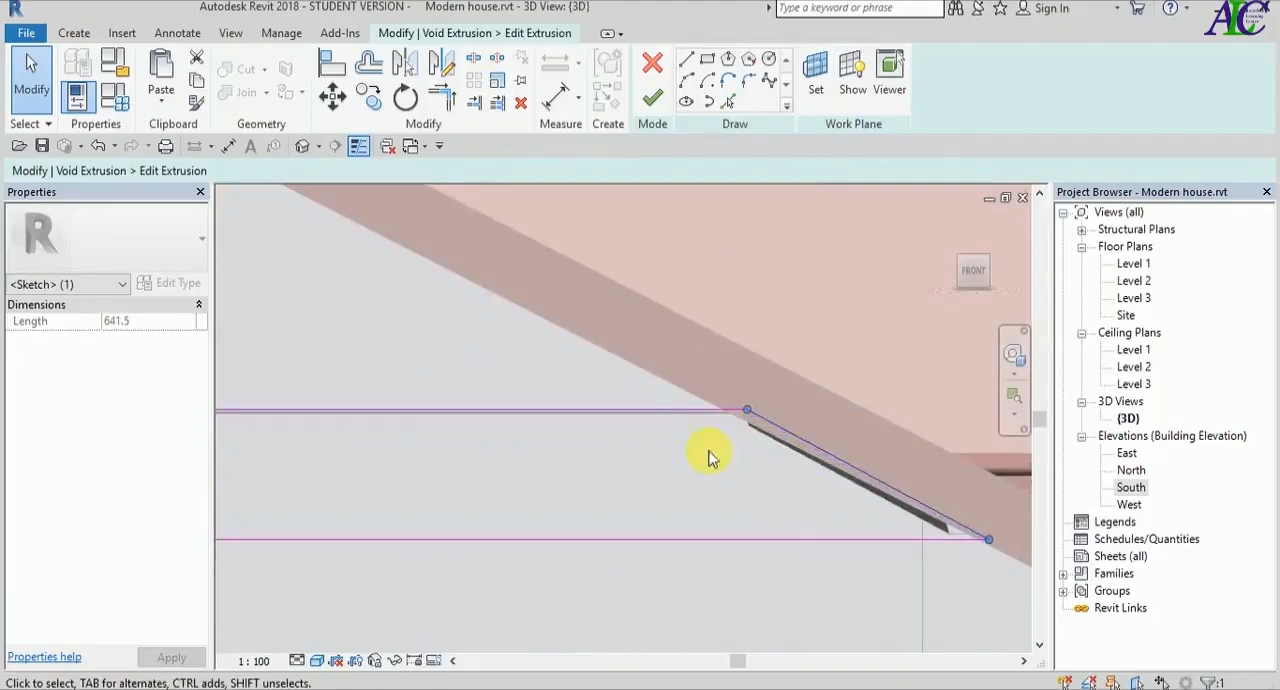 Autodesk Revit 2018 - STUDENT VERSION -    Modern house.rvt - 3D View: {3D}
Type a keyword or phrase
Sign In
ALC
File Create Insert Annotate View Manage Add-Ins Modify | Void Extrusion > Edit Extrusion
Modify Paste Cut Join Set Show Viewer
Select Properties Clipboard Geometry Modify Measure Create Mode Draw Work Plane
Modify | Void Extrusion > Edit Extrusion
Properties
Project Browser - Modern house.rvt
R
<Sketch> (1)
Edit Type
Dimensions
Length 641.5
FRONT
Views (all)
Structural Plans
Floor Plans
Level 1
Level 2
Level 3
Site
Ceiling Plans
Level 1
Level 2
Level 3
3D Views
{3D}
Elevations (Building Elevation)
East
North
South
West
Legends
Schedules/Quantities
Sheets (all)
Families
Groups
Revit Links
Properties help
Apply
1 : 100
Click to select, TAB for alternates, CTRL adds, SHIFT unselects.
:1